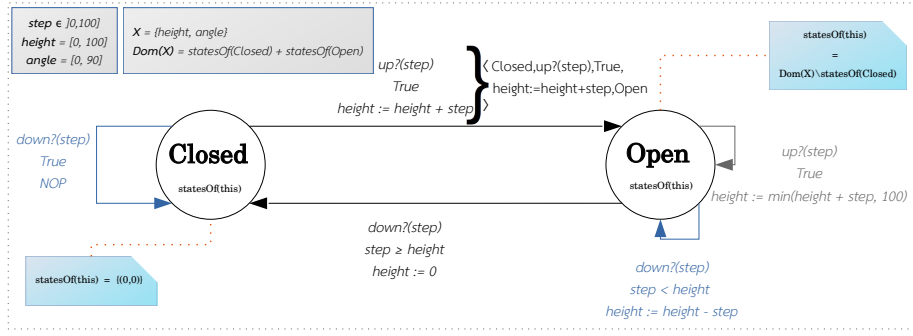 step ϵ ]0,100]
height = [0, 100]
angle = [0, 90]
X = {height, angle}
Dom(X) = statesOf(Closed) + statesOf(Open)
up?(step)
True
height := height + step
⟨ Closed,up?(step),True,
height:=height+step,Open
⟩
statesOf(this)
=
Dom(X)\statesOf(Closed)
down?(step)
True
NOP
Closed
statesOf(this)
Open
statesOf(this)
up?(step)
True
height := min(height + step, 100)
down?(step)
step ≥ height
height := 0
statesOf(this) = {(0,0)}
down?(step)
step < height
height := height - step